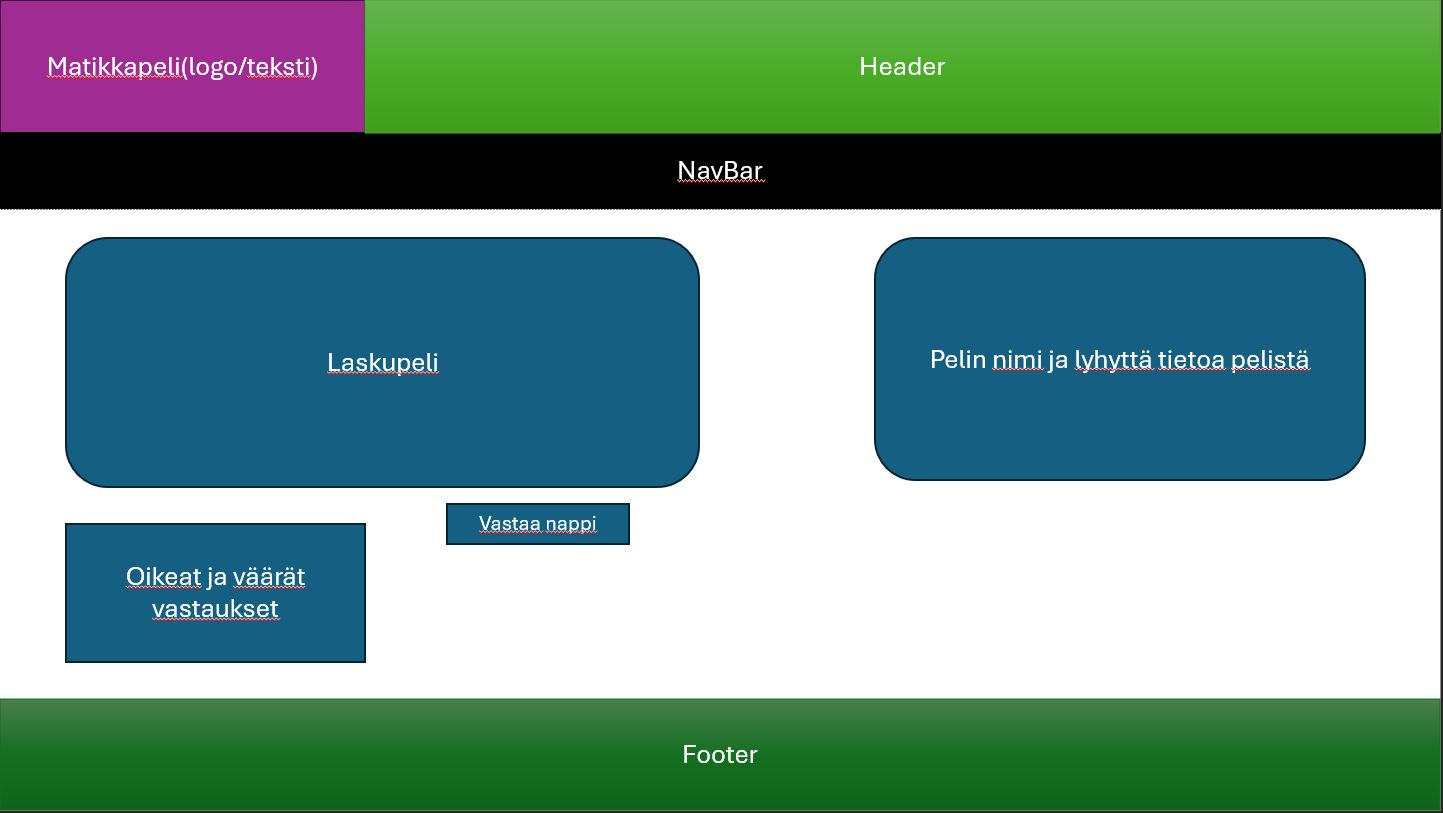 Matikkapeli(logo/teksti)
Header
NavBar
Laskupeli
Pelin nimi ja lyhyttä tietoa pelistä
Vastaa nappi
Oikeat ja väärät
vastaukset
Footer